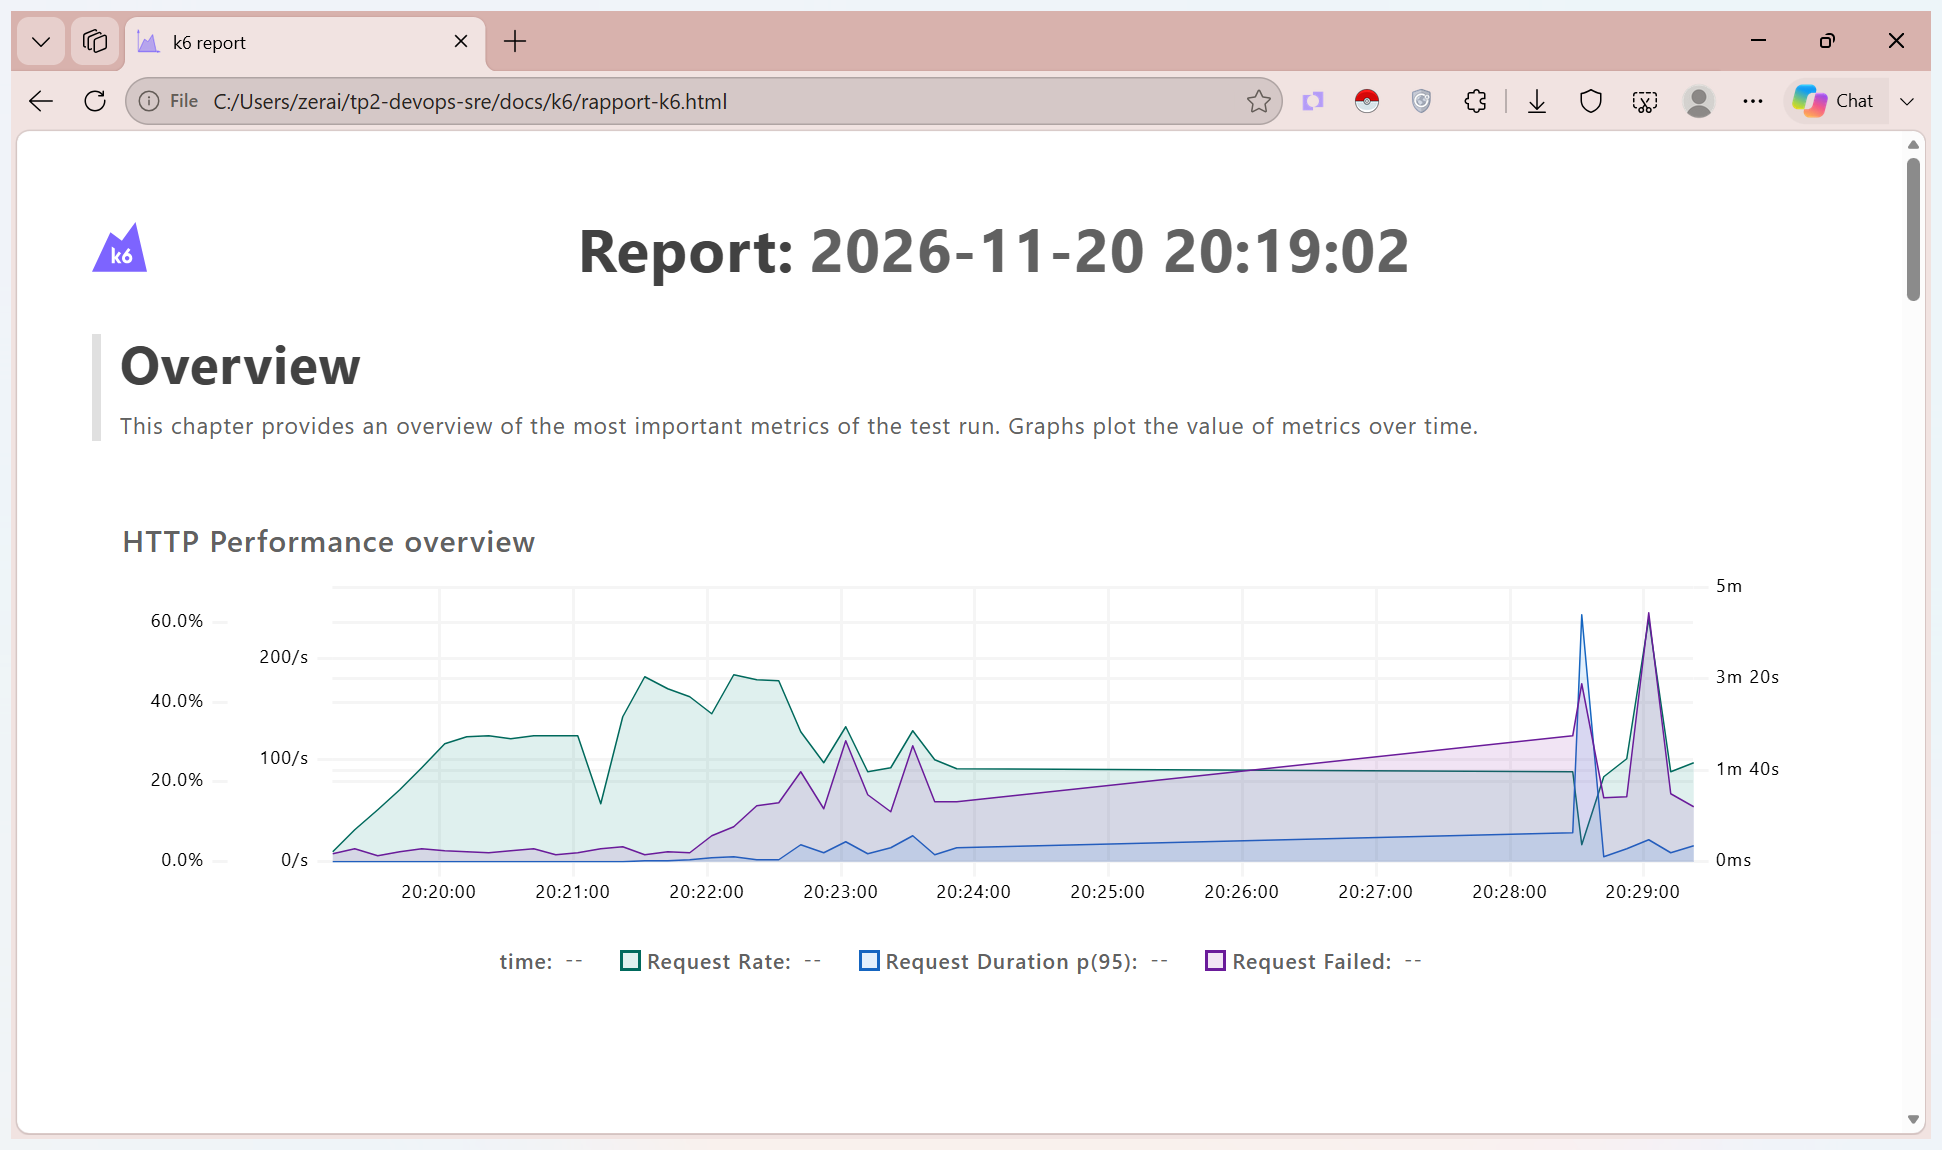 k6 report
File C:/Users/zerai/tp2-devops-sre/docs/k6/rapport-k6.html
Chat
k6
Report: 2026-11-20 20:19:02
Overview
This chapter provides an overview of the most important metrics of the test run. Graphs plot the value of metrics over time.
HTTP Performance overview
60.0%
40.0%
20.0%
0.0%
200/s
100/s
0/s
5m
3m 20s
1m 40s
0ms
20:20:00 20:21:00 20:22:00 20:23:00 20:24:00 20:25:00 20:26:00 20:27:00 20:28:00 20:29:00
time: -- Request Rate: -- Request Duration p(95): -- Request Failed: --